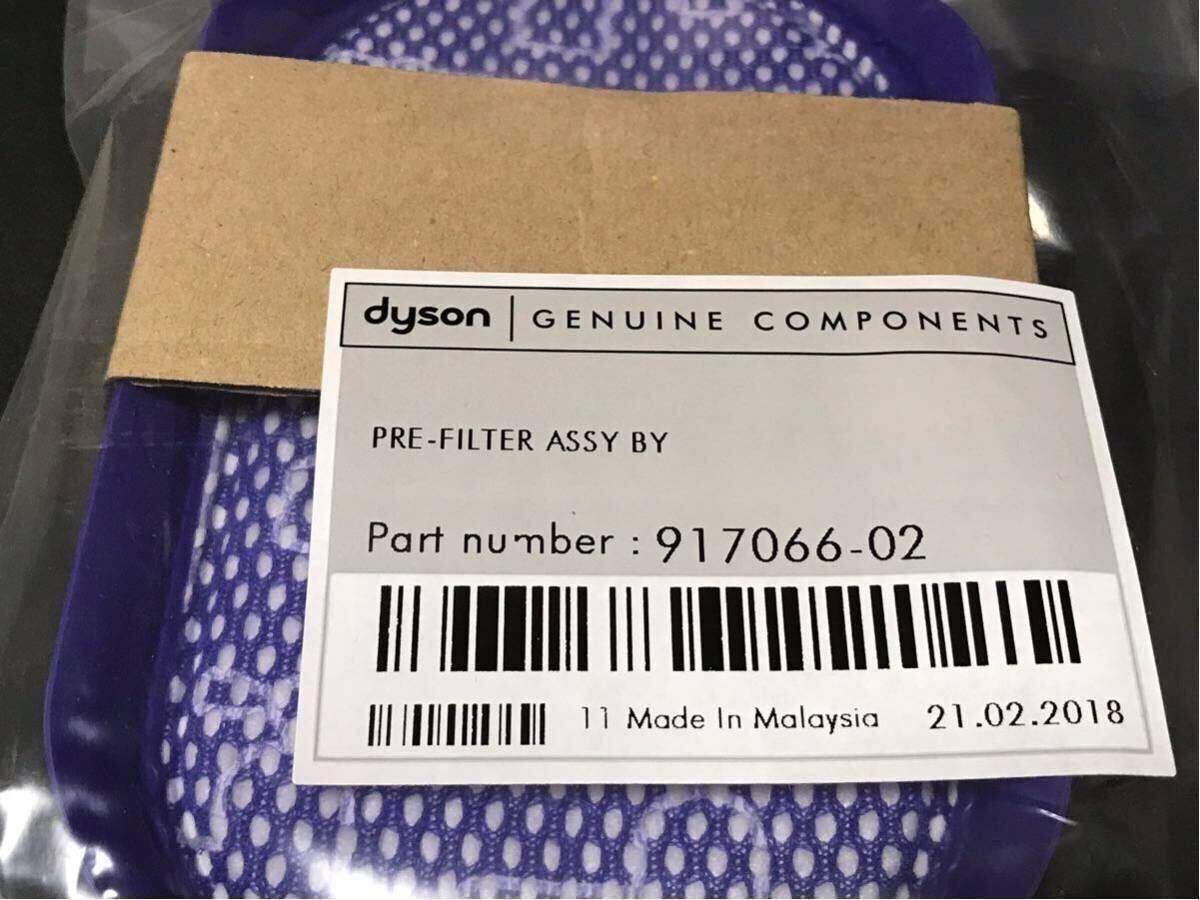 dyson | GENUINE COMPONENTS
PRE-FILTER ASSY BY
Part number : 917066-02
11 Made In Malaysia 21.02.2018